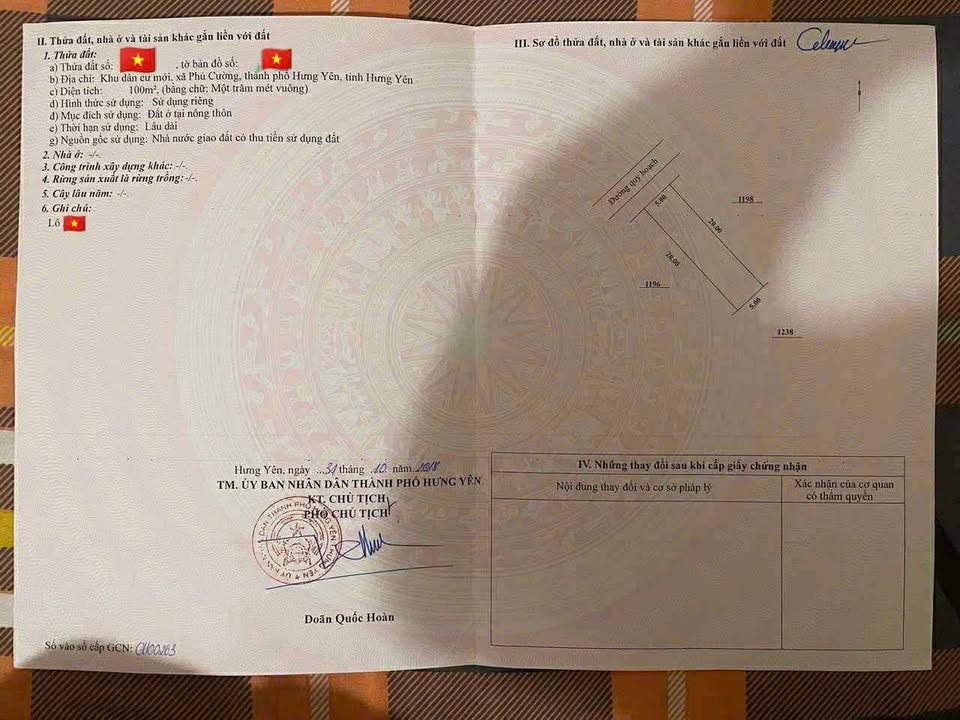 II. Thửa đất, nhà ở và tài sản khác gắn liền với đất
1. Thửa đất:
a) Thửa đất số: , tờ bản đồ số:
b) Địa chỉ: Khu dân cư mới, xã Phú Cường, thành phố Hưng Yên, tỉnh Hưng Yên
c) Diện tích: 100m², (bằng chữ: Một trăm mét vuông)
d) Hình thức sử dụng: Sử dụng riêng
đ) Mục đích sử dụng: Đất ở tại nông thôn
e) Thời hạn sử dụng: Lâu dài
g) Nguồn gốc sử dụng: Nhà nước giao đất có thu tiền sử dụng đất
2. Nhà ở: -/-.
3. Công trình xây dựng khác: -/-.
4. Rừng sản xuất là rừng trồng: -/-.
5. Cây lâu năm: -/-.
6. Ghi chú:
Lô
Hưng Yên, ngày ...31 tháng .10. năm 2018
TM. ỦY BAN NHÂN DÂN THÀNH PHỐ HƯNG YÊN
KT. CHỦ TỊCH
PHÓ CHỦ TỊCH
Doãn Quốc Hoàn
Số vào sổ cấp GCN: CH00263
III. Sơ đồ thửa đất, nhà ở và tài sản khác gắn liền với đất
Đường quy hoạch
5.00
1198
20.00
20.00
1196
5.00
1238
IV. Những thay đổi sau khi cấp giấy chứng nhận
Nội dung thay đổi và cơ sở pháp lý
Xác nhận của cơ quan
có thẩm quyền